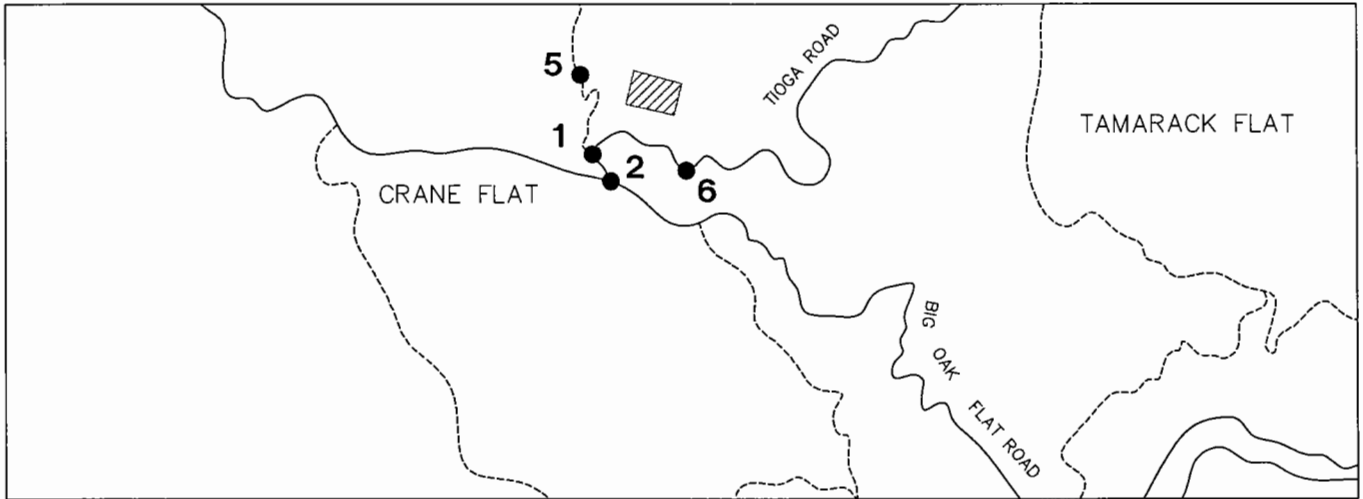 5
TIOGA ROAD
TAMARACK FLAT
1
2
6
CRANE FLAT
BIG OAK FLAT ROAD